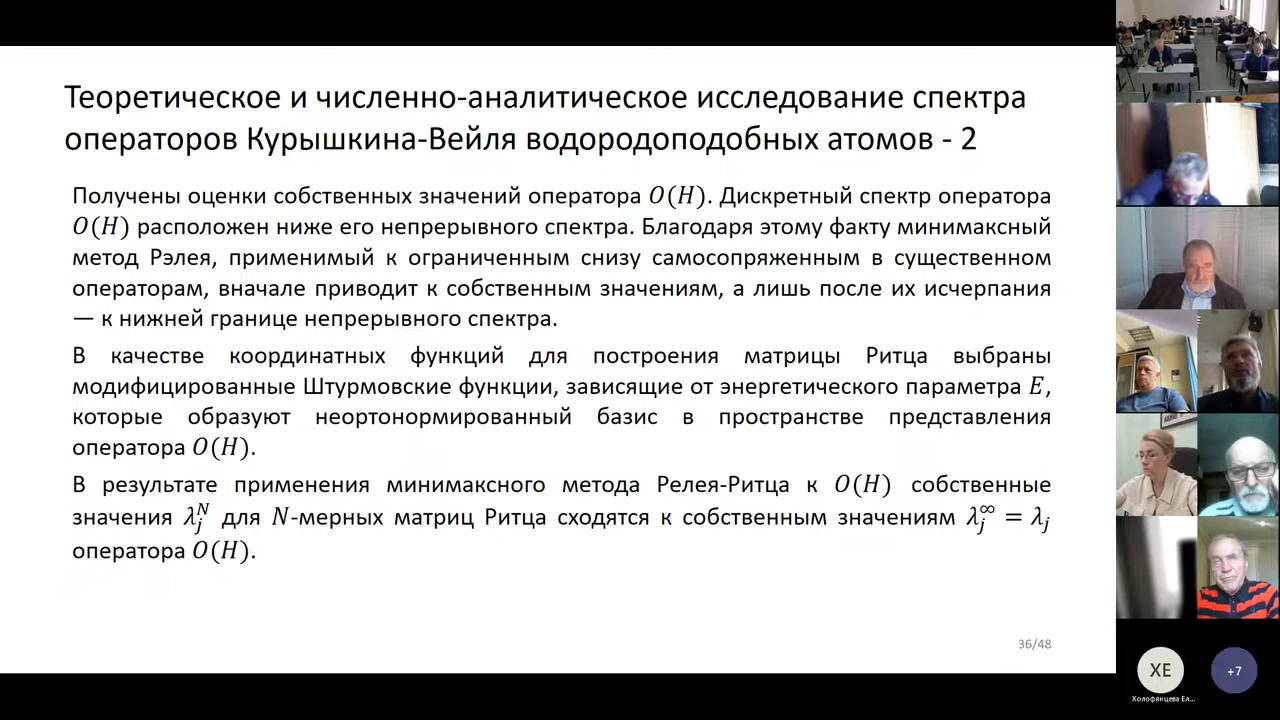 Теоретическое и численно-аналитическое исследование спектра
операторов Курышкина-Вейля водородоподобных атомов - 2
Получены оценки собственных значений оператора O(H). Дискретный спектр оператора
O(H) расположен ниже его непрерывного спектра. Благодаря этому факту минимаксный
метод Рэлея, применимый к ограниченным снизу самосопряженным в существенном
операторам, вначале приводит к собственным значениям, а лишь после их исчерпания
— к нижней границе непрерывного спектра.
В качестве координатных функций для построения матрицы Ритца выбраны
модифицированные Штурмовские функции, зависящие от энергетического параметра E,
которые образуют неортонормированный базис в пространстве представления
оператора O(H).
В результате применения минимаксного метода Релея-Ритца к O(H) собственные
значения λ_j^N для N-мерных матриц Ритца сходятся к собственным значениям λ_j^∞ = λ_j
оператора O(H).
36/48
ХЕ
+7
Холофянцева Ел...